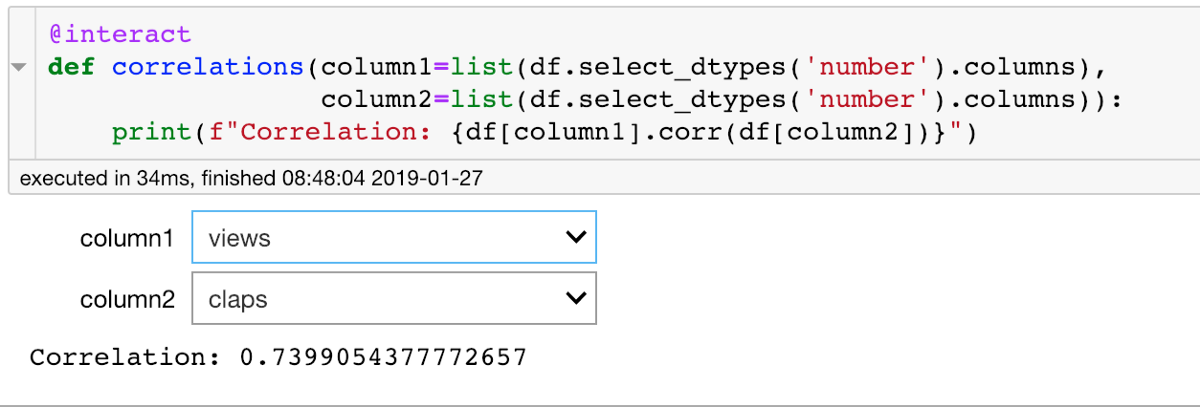 @interact
def correlations(column1=list(df.select_dtypes('number').columns),
                 column2=list(df.select_dtypes('number').columns)):
    print(f"Correlation: {df[column1].corr(df[column2])}")
executed in 34ms, finished 08:48:04 2019-01-27
column1 views
column2 claps
Correlation: 0.7399054377772657